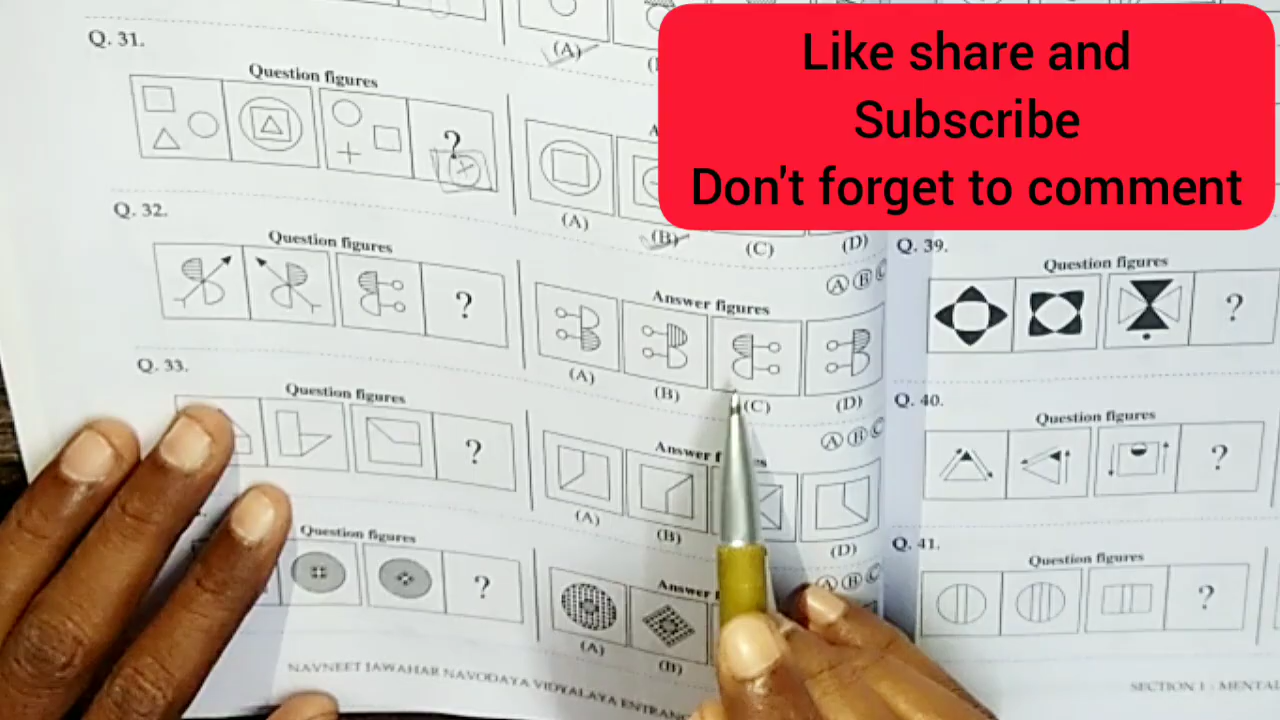 Like share and
Subscribe
Don't forget to comment
Q. 31.
Question figures
?
(A)
(A)
(B)
(C)
(D)
Q. 32.
Question figures
?
Answer figures
(A)
(B)
(C)
(D)
A B C
Q. 33.
Question figures
?
(A)
(B)
(D)
A B C
Question figures
?
Answer
(A)
(B)
A B C
NAVNEET JAWAHAR NAVODAYA VIDYALAYA
Q. 39.
Question figures
?
Q. 40.
Question figures
?
Q. 41.
Question figures
?
SECTION 1 : MENTAL